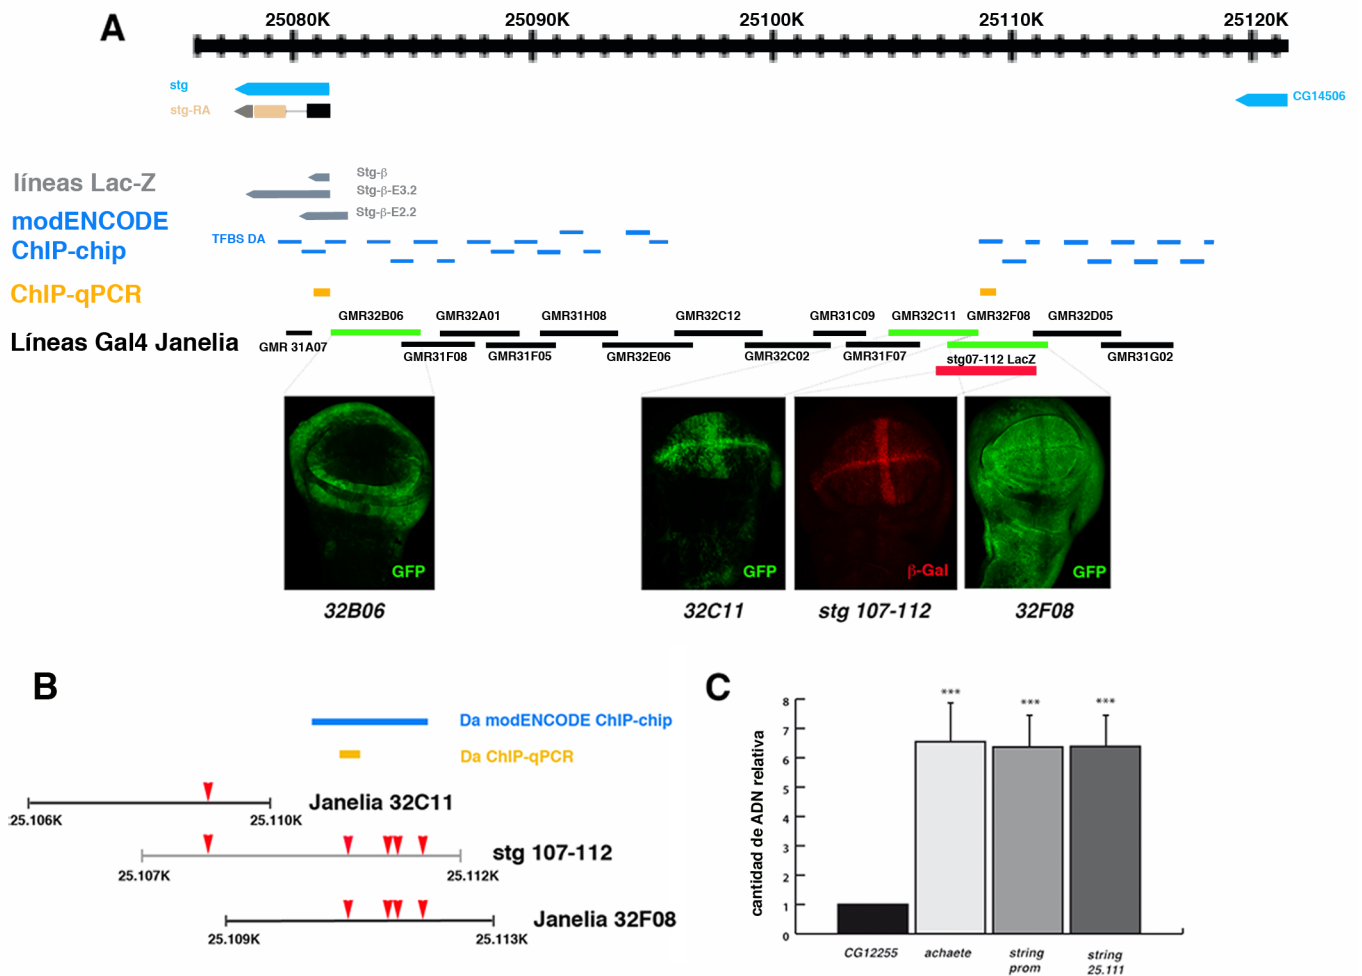 A
25080K 25090K 25100K 25110K 25120K
stg
CG14506
stg-RA
líneas Lac-Z
Stg-β
Stg-β-E3.2
Stg-β-E2.2
modENCODE
ChIP-chip
TFBS DA
ChIP-qPCR
Líneas Gal4 Janelia
GMR32B06 GMR32A01 GMR31H08 GMR32C12 GMR31C09 GMR32C11 GMR32F08 GMR32D05
GMR 31A07 GMR31F08 GMR31F05 GMR32E06 GMR32C02 GMR31F07 stg07-112 LacZ GMR31G02
GFP GFP β-Gal GFP
32B06 32C11 stg 107-112 32F08
B
Da modENCODE ChIP-chip
Da ChIP-qPCR
Janelia 32C11
25.106K 25.110K
stg 107-112
25.107K 25.112K
Janelia 32F08
25.109K 25.113K
C
cantidad de ADN relativa
8
7
6
5
4
3
2
1
0
*** *** ***
CG12255 achaete string prom string 25.111